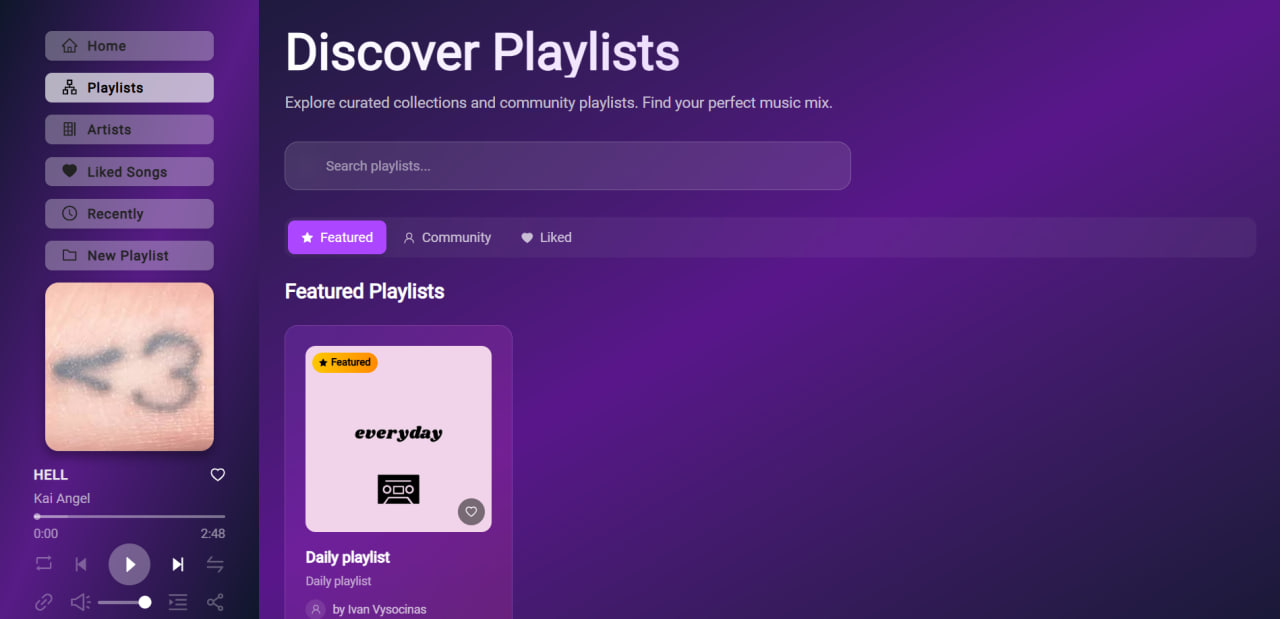 Home
Playlists
Artists
Liked Songs
Recently
New Playlist
<3
HELL
Kai Angel
0:00
2:48
Discover Playlists
Explore curated collections and community playlists. Find your perfect music mix.
Search playlists...
Featured
Community
Liked
Featured Playlists
Featured
everyday
Daily playlist
Daily playlist
by Ivan Vysocinas